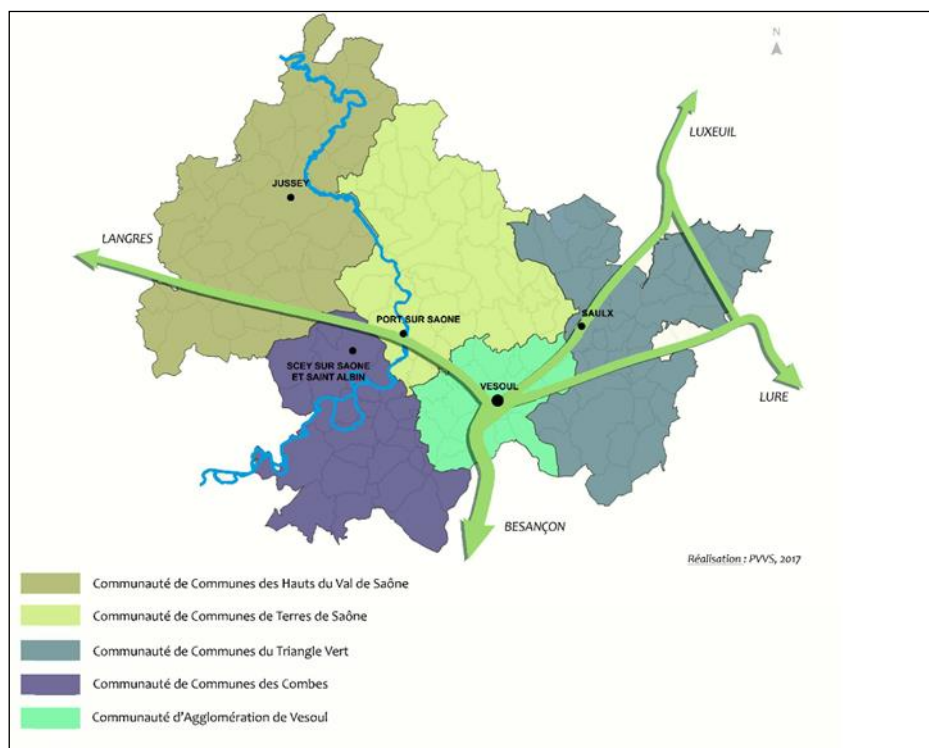 N
LUXEUIL
JUSSEY
LANGRES
PORT SUR SAONE
SAULX
SCEY SUR SAONE
ET SAINT ALBIN
VESOUL
LURE
BESANÇON
Réalisation : PVVS, 2017
Communauté de Communes des Hauts du Val de Saône
Communauté de Communes de Terres de Saône
Communauté de Communes du Triangle Vert
Communauté de Communes des Combes
Communauté d'Agglomération de Vesoul